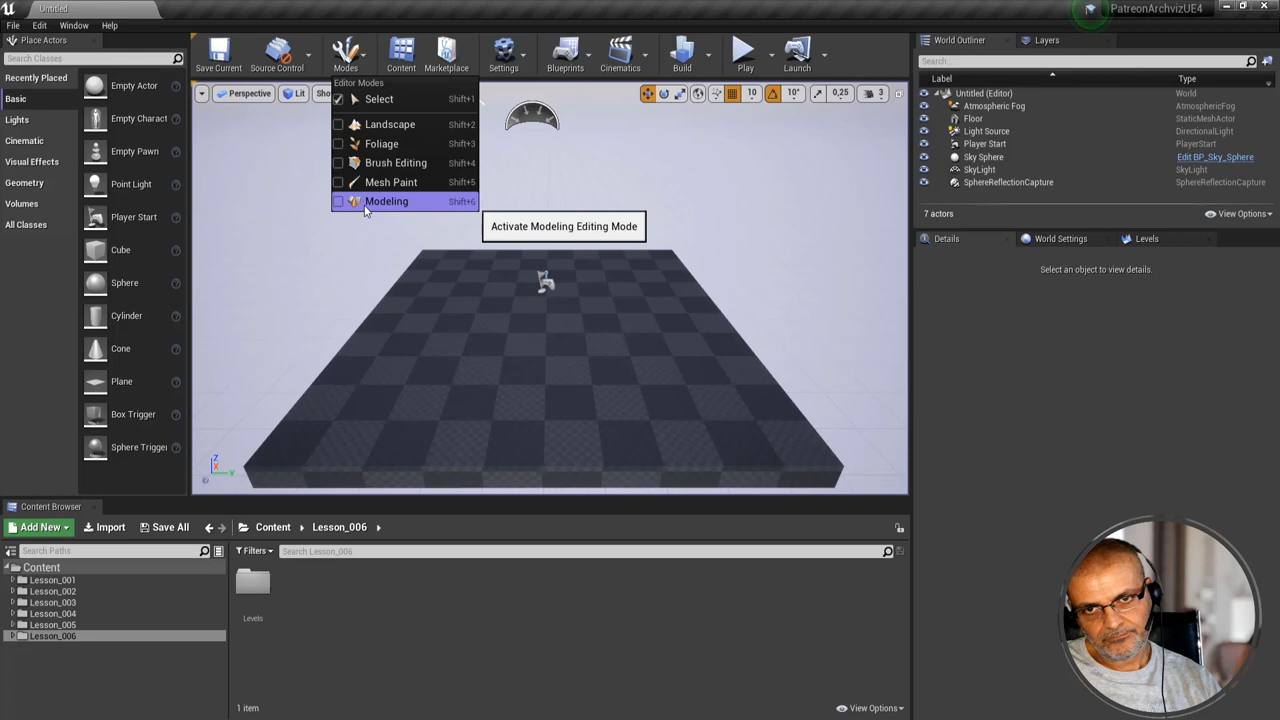 Untitled
PatreonArchvizUE4
File Edit Window Help
Place Actors
Search Classes
Recently Placed
Basic
Lights
Cinematic
Visual Effects
Geometry
Volumes
All Classes
Empty Actor
Empty Charact
Empty Pawn
Point Light
Player Start
Cube
Sphere
Cylinder
Cone
Plane
Box Trigger
Sphere Trigge
Save Current
Source Control
Modes
Content
Marketplace
Settings
Blueprints
Cinematics
Build
Play
Launch
Perspective
Lit
Sho
10
10°
0,25
3
Editor Modes
Select Shift+1
Landscape Shift+2
Foliage Shift+3
Brush Editing Shift+4
Mesh Paint Shift+5
Modeling Shift+6
Activate Modeling Editing Mode
Z
X
Y
World Outliner
Layers
Search...
Label Type
Untitled (Editor) World
Atmospheric Fog AtmosphericFog
Floor StaticMeshActor
Light Source DirectionalLight
Player Start PlayerStart
Sky Sphere Edit BP_Sky_Sphere
SkyLight SkyLight
SphereReflectionCapture SphereReflectionCapture
7 actors
View Options
Details
World Settings
Levels
Select an object to view details.
Content Browser
Add New Import Save All Content Lesson_006
Search Paths
Filters Search Lesson_006
Content
Lesson_001
Lesson_002
Lesson_003
Lesson_004
Lesson_005
Lesson_006
Levels
1 item
View Options